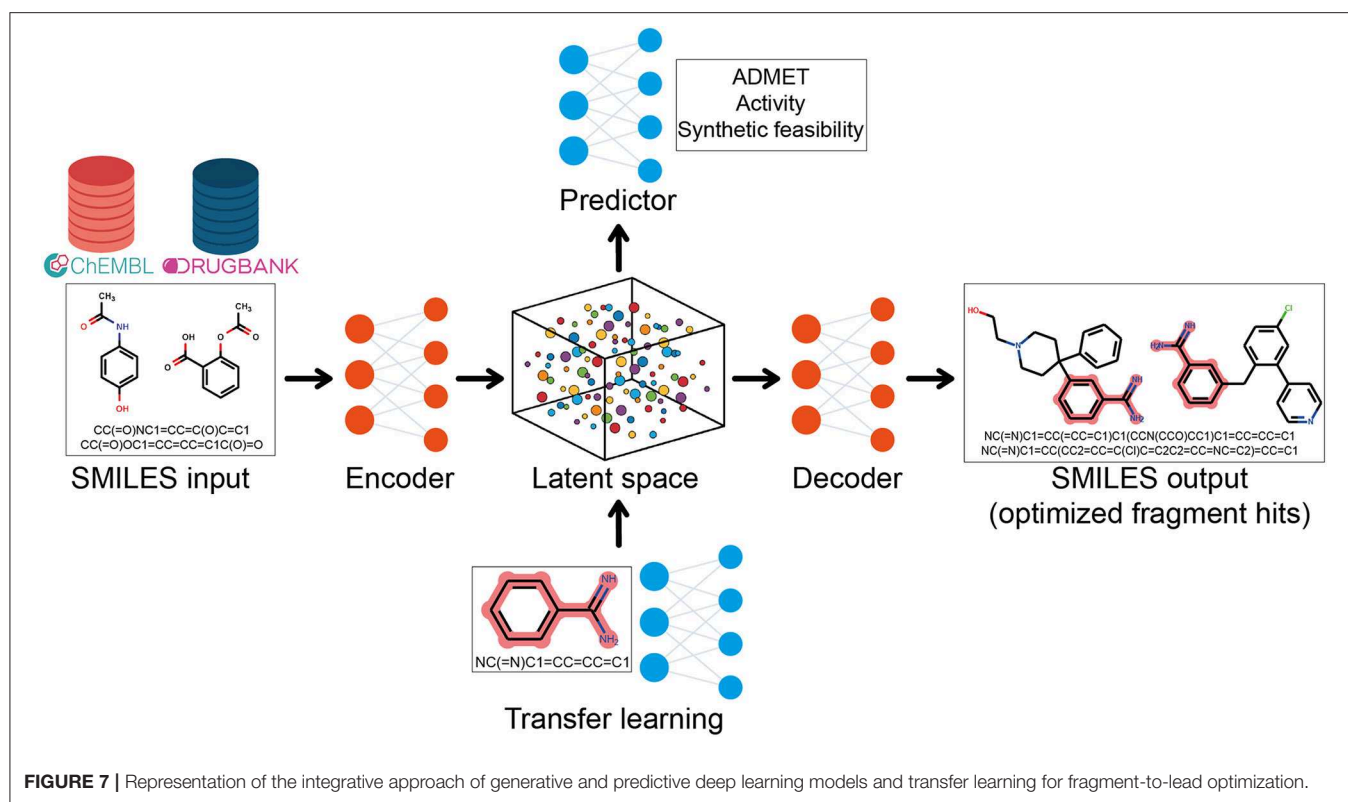 ADMET
Activity
Synthetic feasibility
Predictor
ChEMBL DRUGBANK
CH₃
O
NH
OH
CH₃
O
O
OH
O
CC(=O)NC1=CC=C(O)C=C1
CC(=O)OC1=CC=CC=C1C(O)=O
SMILES input
Encoder
Latent space
Decoder
HO
N
NH
NH₂
NH
H₂N
Cl
N
NC(=N)C1=CC(=CC=C1)C1(CCN(CCO)CC1)C1=CC=CC=C1
NC(=N)C1=CC(CC2=CC=C(Cl)C=C2C2=CC=NC=C2)=CC=C1
SMILES output
(optimized fragment hits)
NH
NH₂
NC(=N)C1=CC=CC=C1
Transfer learning
FIGURE 7 | Representation of the integrative approach of generative and predictive deep learning models and transfer learning for fragment-to-lead optimization.